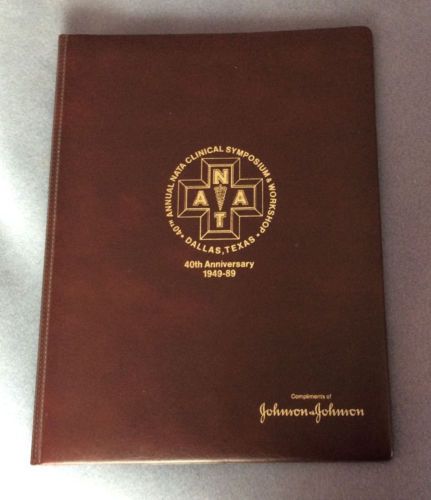 40TH ANNUAL NATA CLINICAL SYMPOSIUM & WORKSHOP • DALLAS, TEXAS •
N
A A
T
40th Anniversary
1949-89
Compliments of
Johnson & Johnson